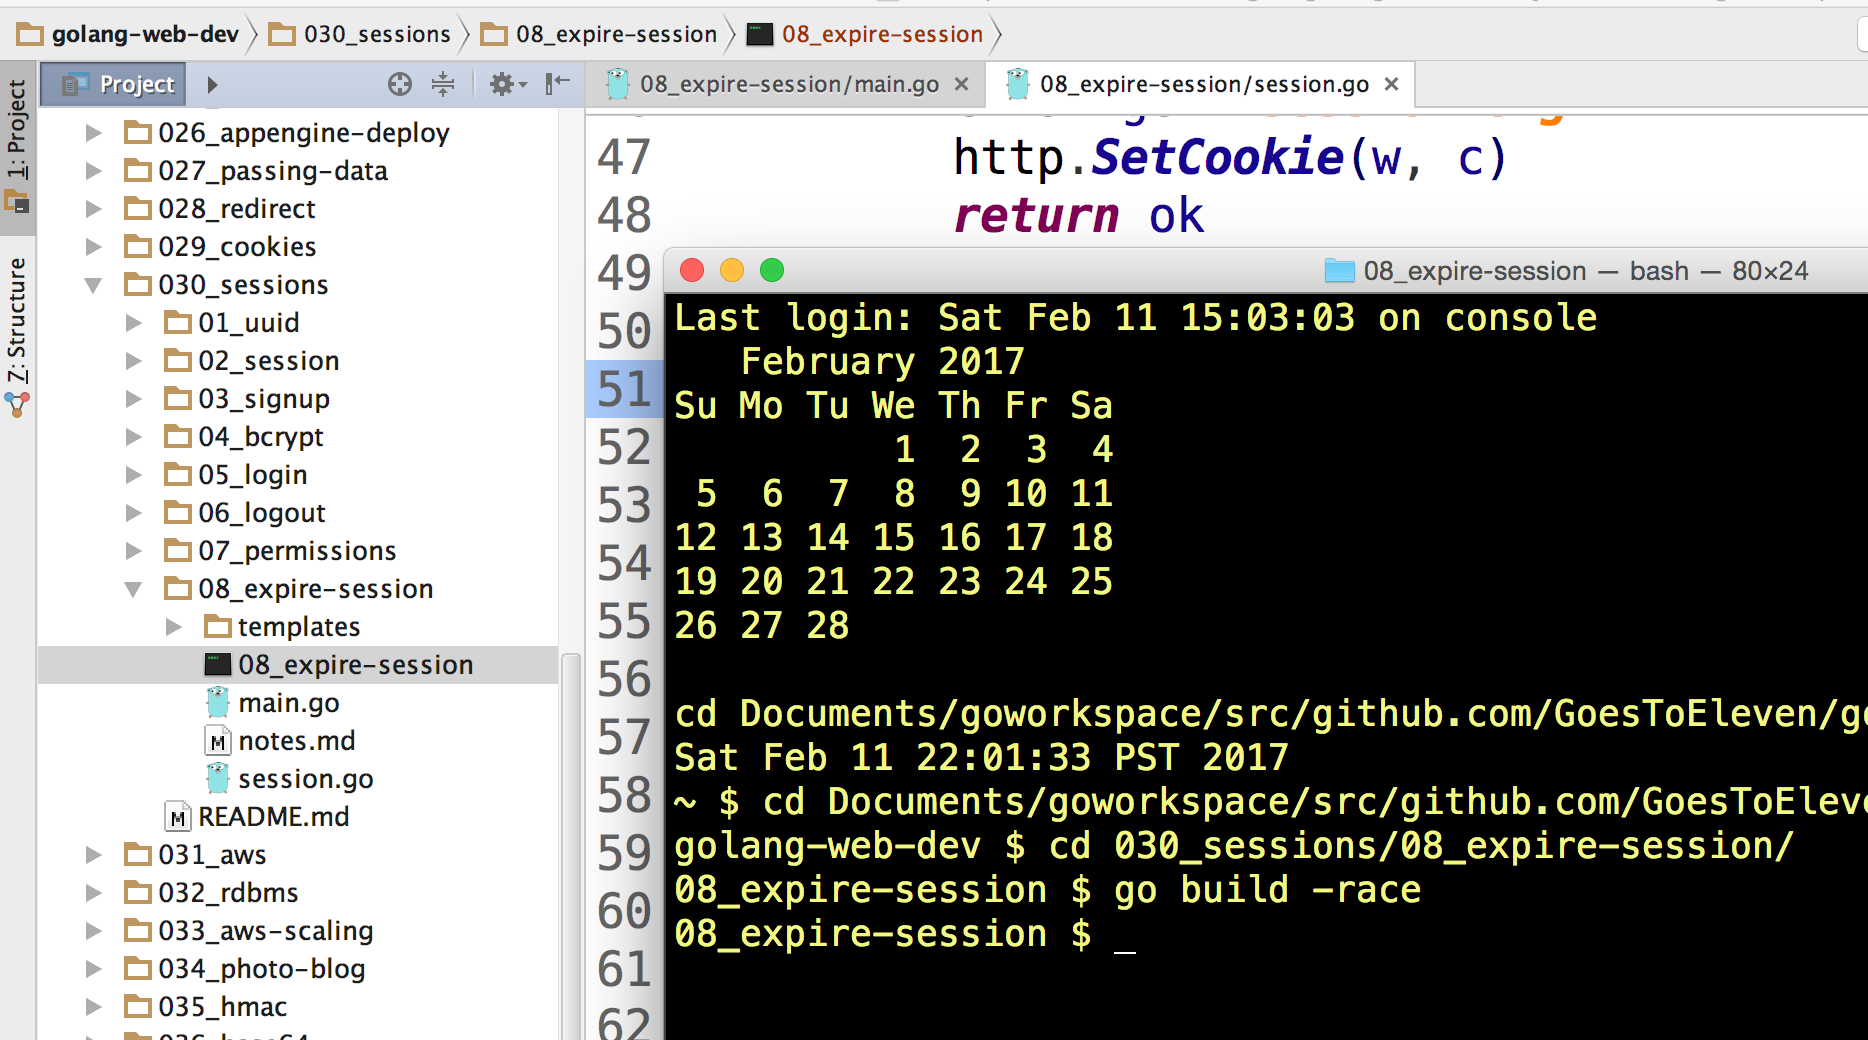 golang-web-dev 030_sessions 08_expire-session 08_expire-session
Project
08_expire-session/main.go
08_expire-session/session.go
1: Project
Z: Structure
026_appengine-deploy
027_passing-data
028_redirect
029_cookies
030_sessions
01_uuid
02_session
03_signup
04_bcrypt
05_login
06_logout
07_permissions
08_expire-session
templates
08_expire-session
main.go
notes.md
session.go
README.md
031_aws
032_rdbms
033_aws-scaling
034_photo-blog
035_hmac
47 http.SetCookie(w, c)
48 return ok
49
50
51
52
53
54
55
56
57
58
59
60
61
62
08_expire-session — bash — 80×24
Last login: Sat Feb 11 15:03:03 on console
February 2017
Su Mo Tu We Th Fr Sa
1 2 3 4
5 6 7 8 9 10 11
12 13 14 15 16 17 18
19 20 21 22 23 24 25
26 27 28
cd Documents/goworkspace/src/github.com/GoesToEleven/go
Sat Feb 11 22:01:33 PST 2017
~ $ cd Documents/goworkspace/src/github.com/GoesToEleve
golang-web-dev $ cd 030_sessions/08_expire-session/
08_expire-session $ go build -race
08_expire-session $ _